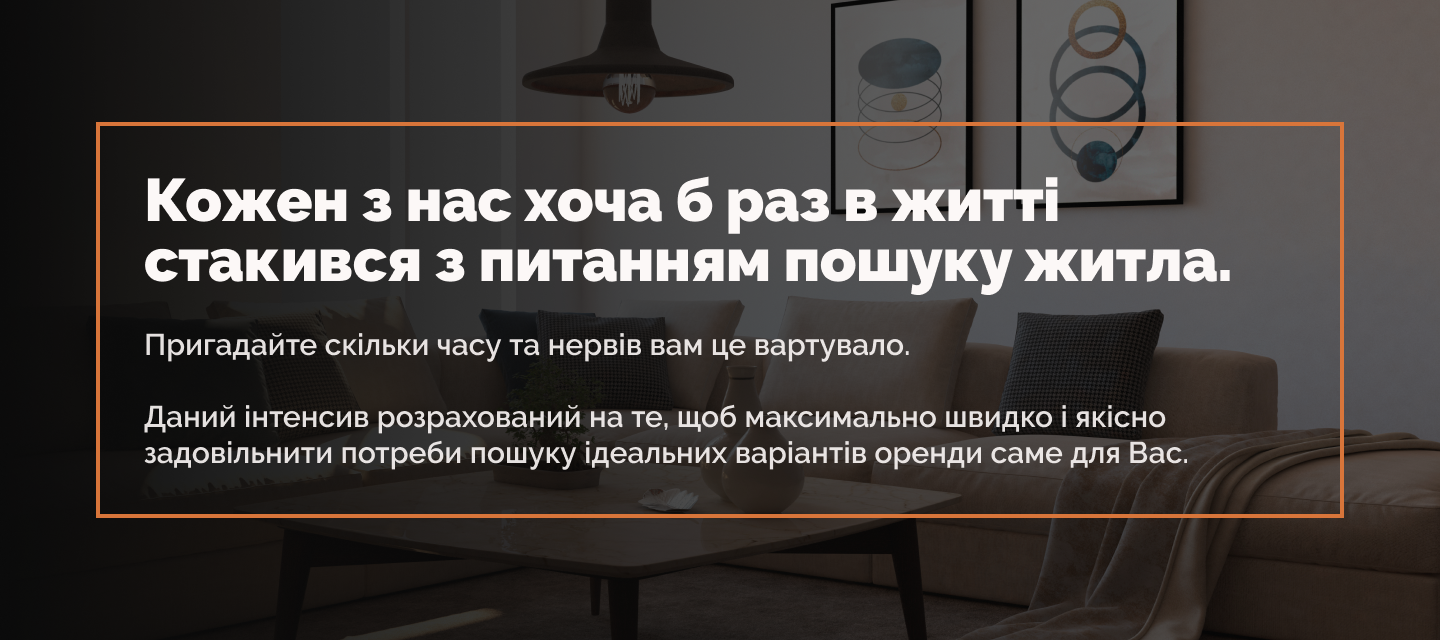 Кожен з нас хоча б раз в житті
стакився з питанням пошуку житла.
Пригадайте скільки часу та нервів вам це вартувало.
Даний інтенсив розрахований на те, щоб максимально швидко і якісно
задовільнити потреби пошуку ідеальних варіантів оренди саме для Вас.